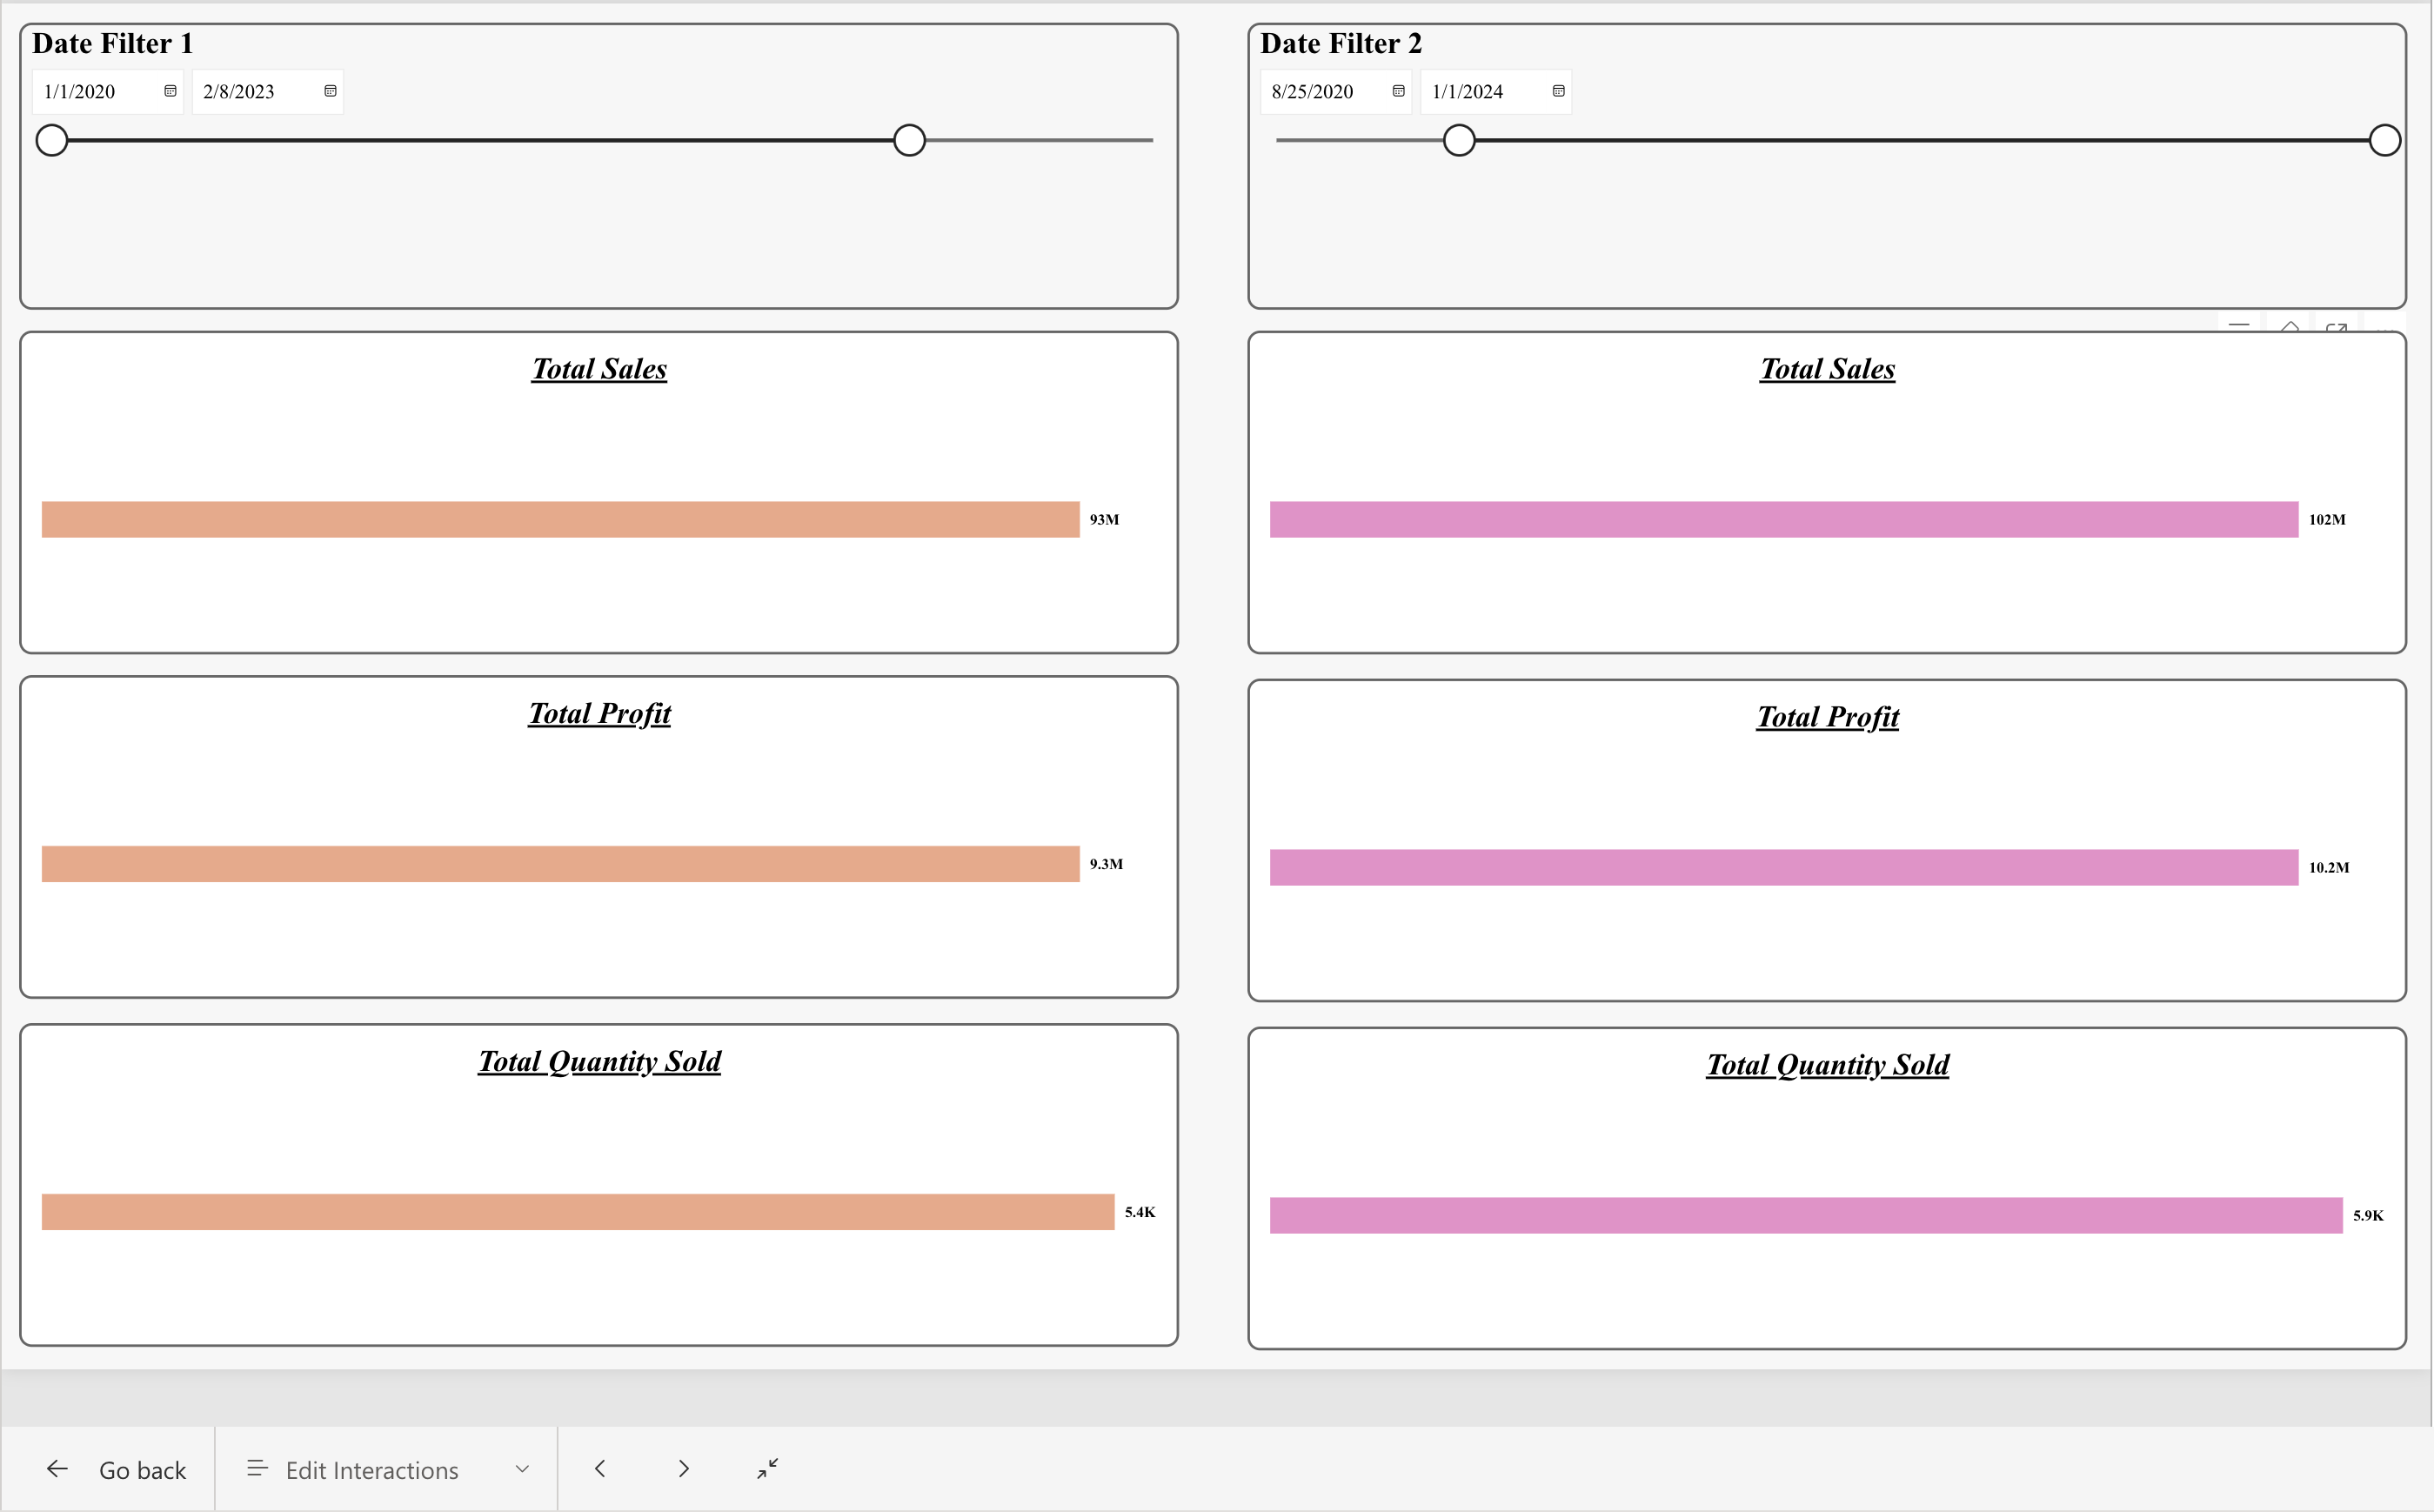 Date Filter 1
1/1/2020 2/8/2023
Date Filter 2
8/25/2020 1/1/2024
Total Sales
93M
Total Sales
102M
Total Profit
9.3M
Total Profit
10.2M
Total Quantity Sold
5.4K
Total Quantity Sold
5.9K
Go back
Edit Interactions